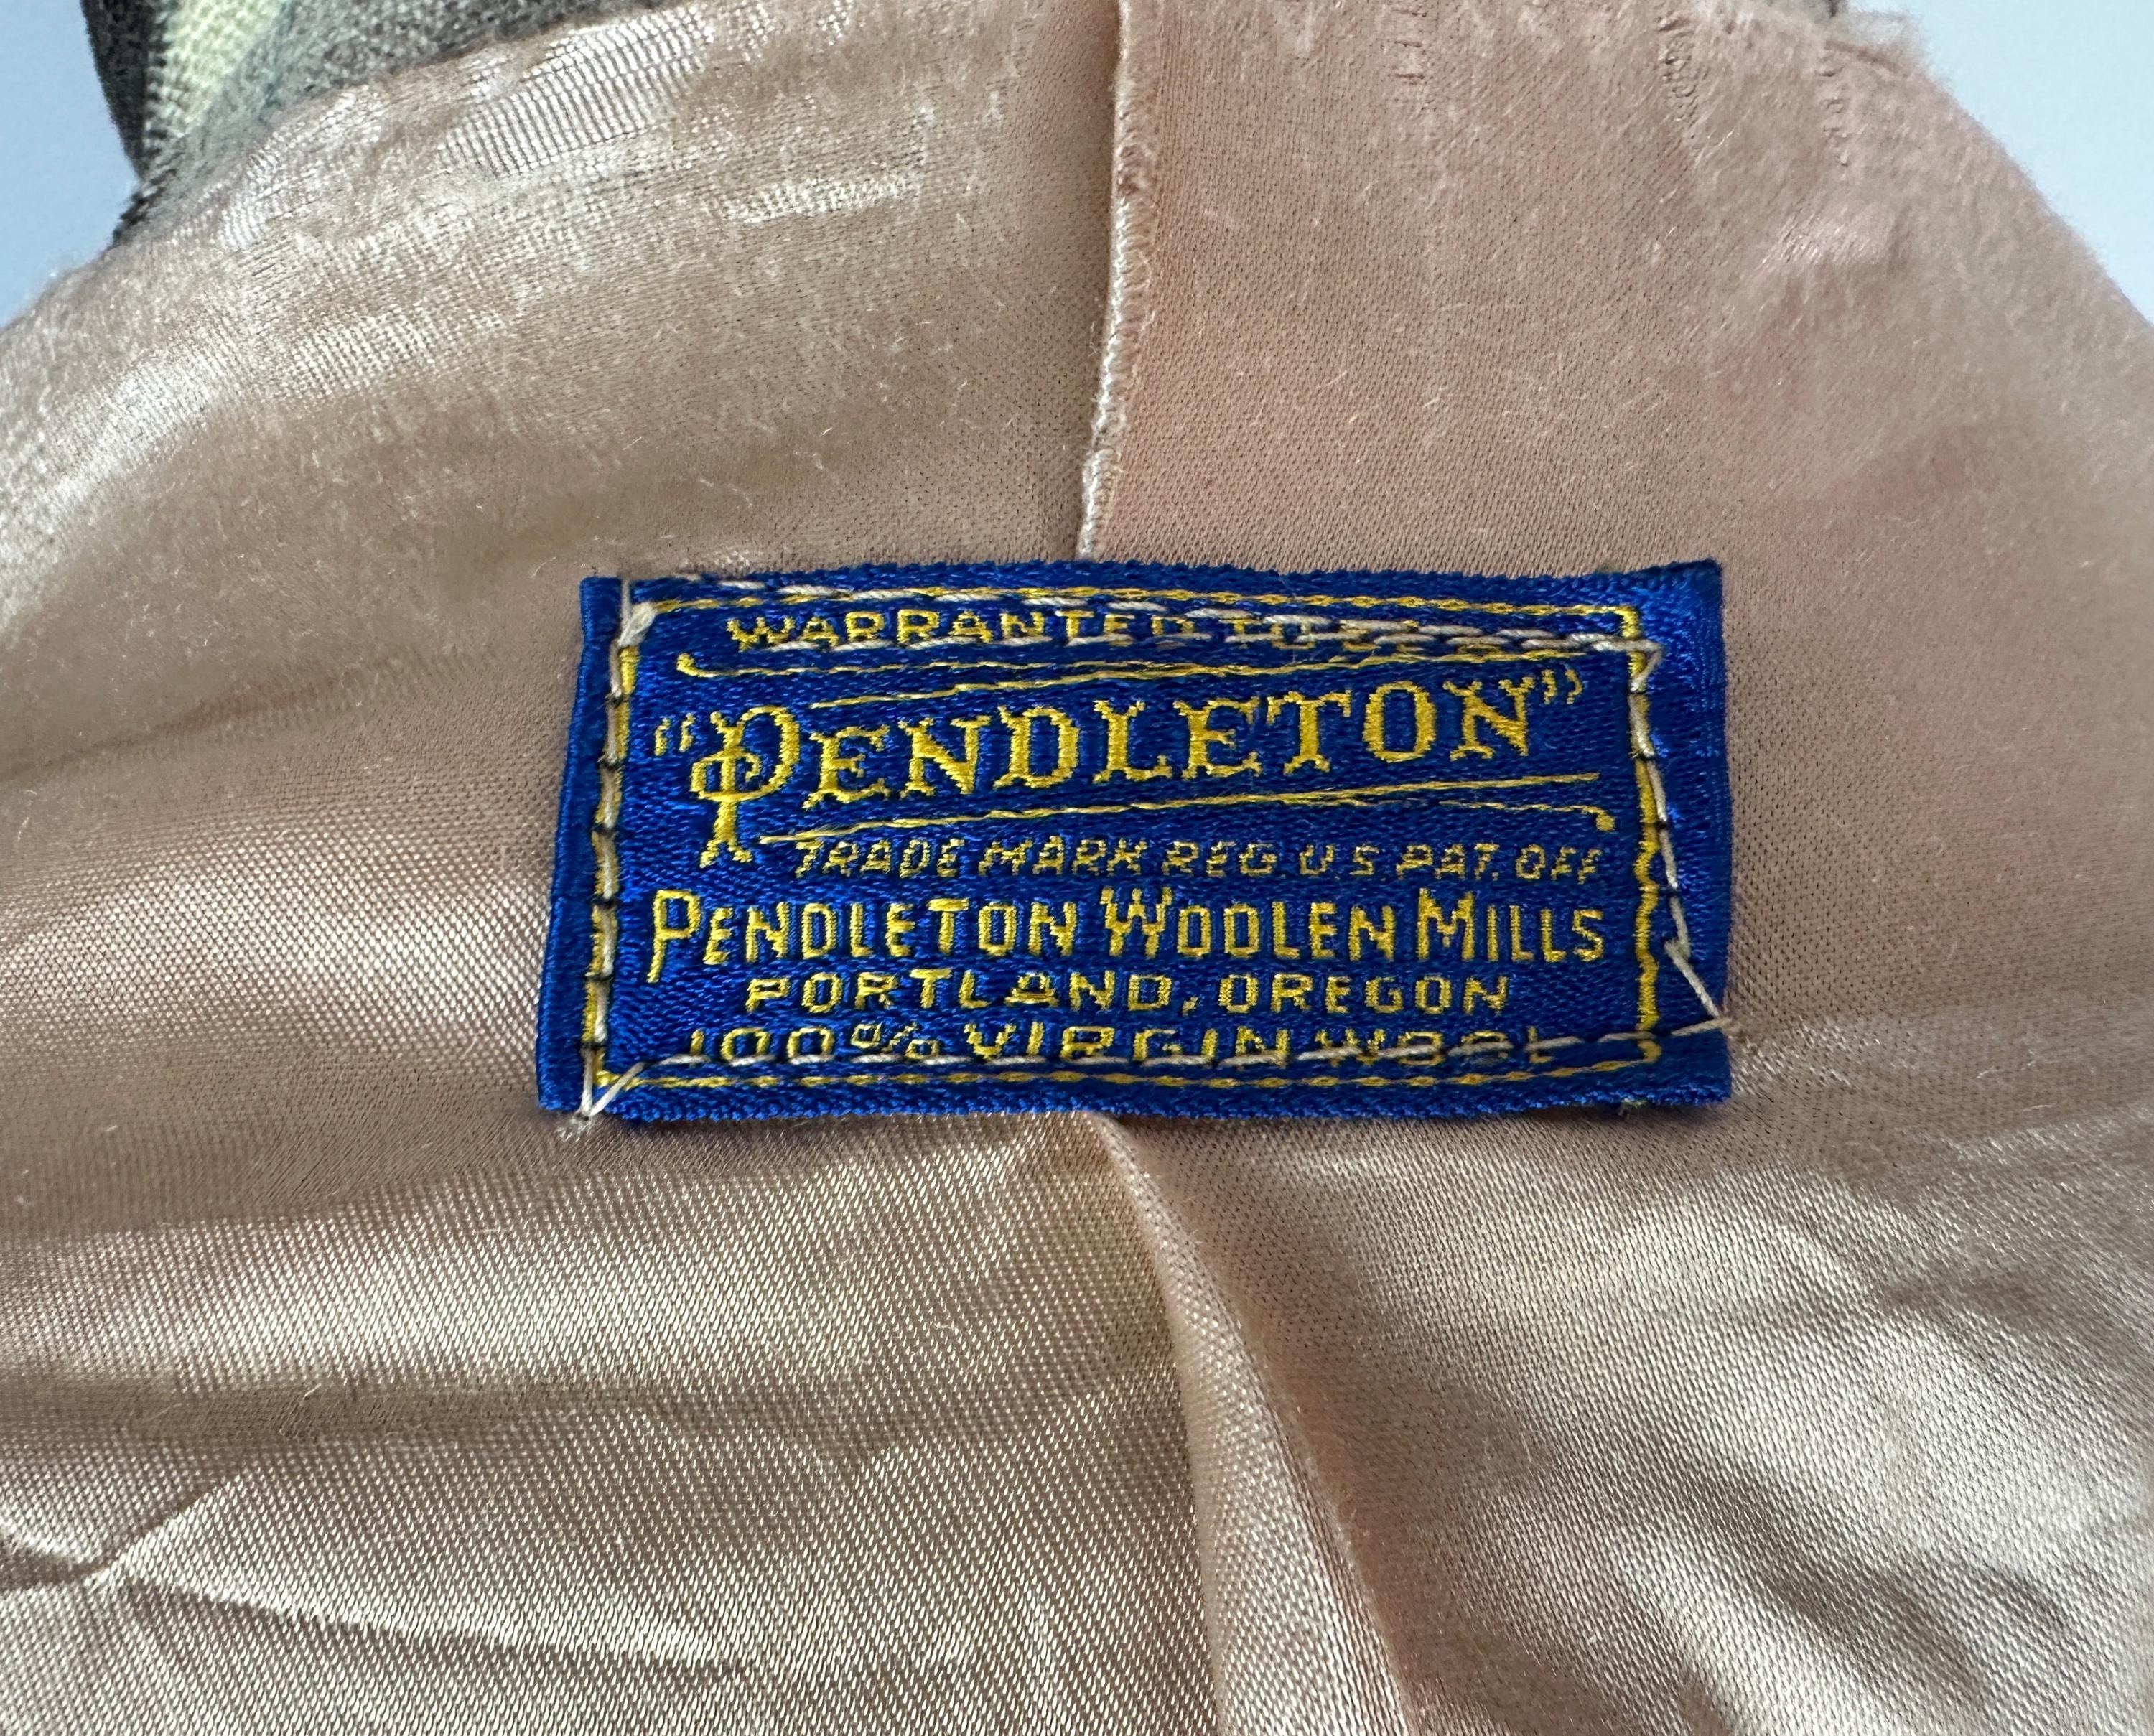 WARRANTED TO BE A
"PENDLETON"
TRADE MARK REG. U.S. PAT. OFF
PENDLETON WOOLEN MILLS
PORTLAND, OREGON
100% VIRGIN WOOL